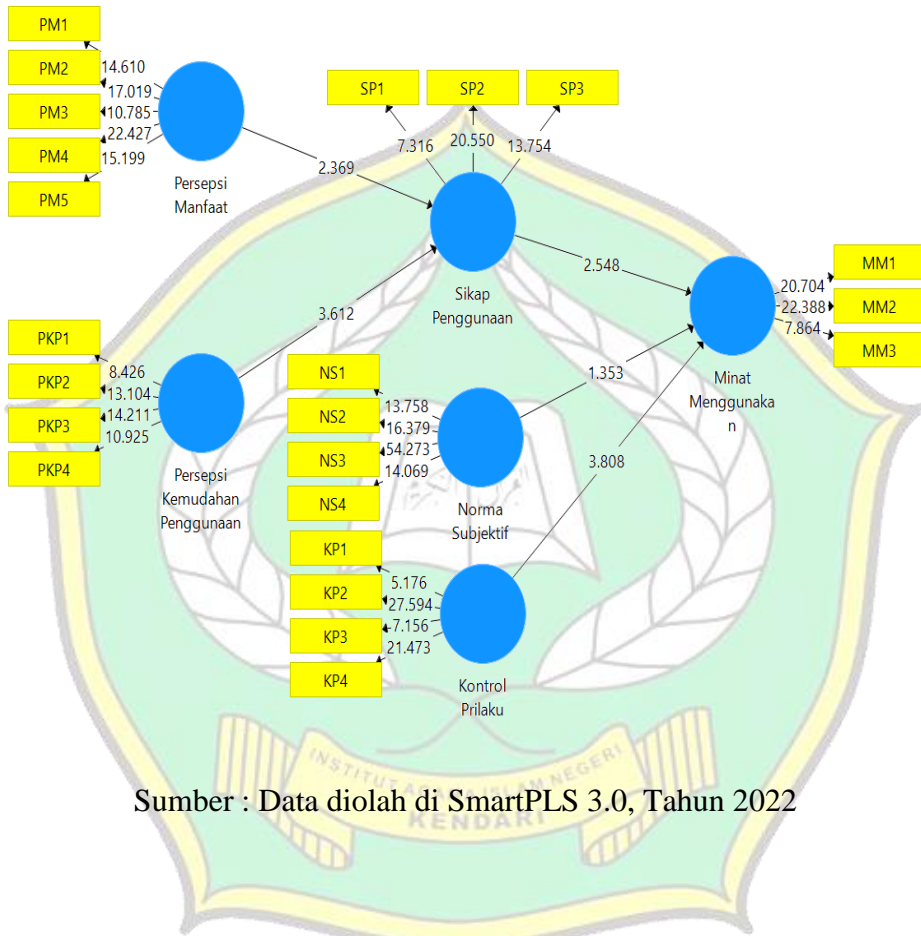 PM1
PM2
PM3
PM4
PM5
14.610
17.019
10.785
22.427
15.199
Persepsi
Manfaat
SP1
SP2
SP3
7.316
20.550
13.754
2.369
Sikap
Penggunaan
3.612
2.548
MM1
MM2
MM3
20.704
22.388
7.864
Minat
Menggunaka
n
PKP1
PKP2
PKP3
PKP4
8.426
13.104
14.211
10.925
Persepsi
Kemudahan
Penggunaan
NS1
NS2
NS3
NS4
13.758
16.379
54.273
14.069
Norma
Subjektif
1.353
3.808
KP1
KP2
KP3
KP4
5.176
27.594
7.156
21.473
Kontrol
Prilaku
INSTITUT AGAMA ISLAM NEGERI
KENDARI
Sumber : Data diolah di SmartPLS 3.0, Tahun 2022